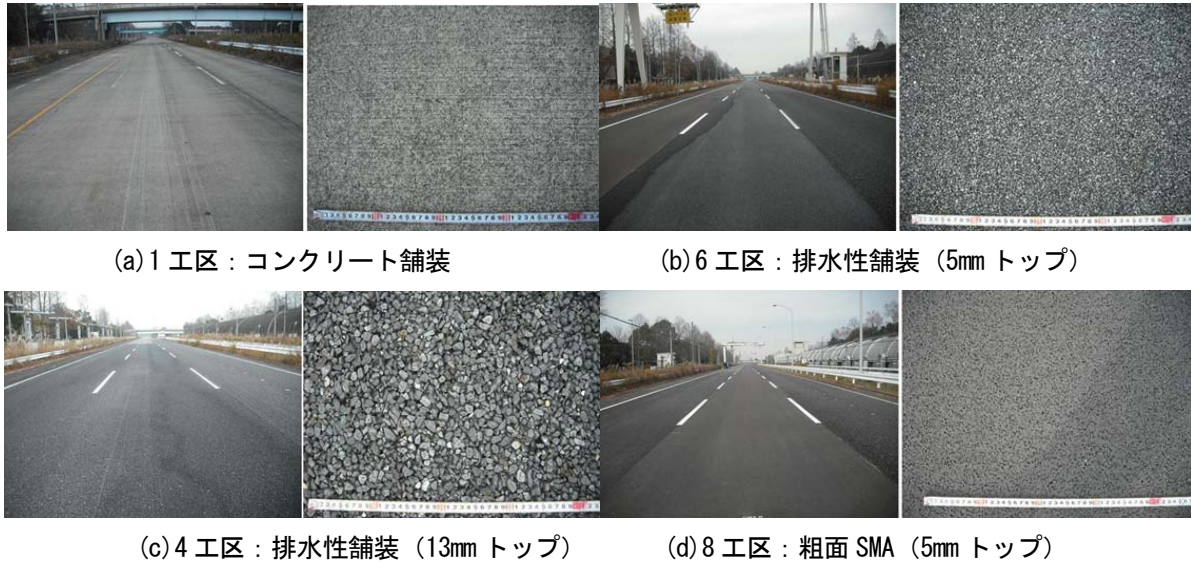 (a)1 工区：コンクリート舗装
(b)6 工区：排水性舗装（5mm トップ）
(c)4 工区：排水性舗装（13mm トップ）
(d)8 工区：粗面 SMA（5mm トップ）